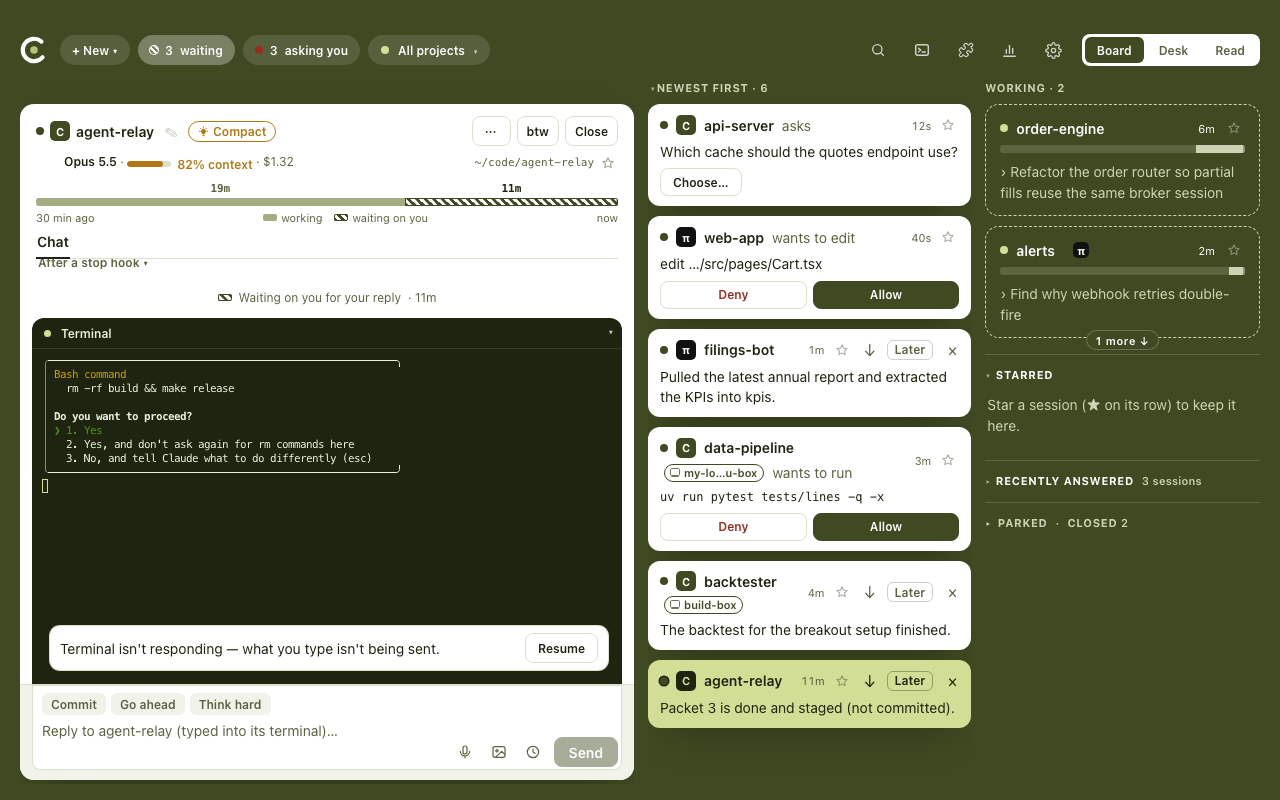 + New ▾
3 waiting
3 asking you
All projects ▾
Board
Desk
Read
C agent-relay
Compact
···
btw
Close
Opus 5.5 · 82% context · $1.32
~/code/agent-relay
19m
11m
30 min ago
working
waiting on you
now
Chat
After a stop hook ▾
Waiting on you for your reply · 11m
Terminal
Bash command
rm -rf build && make release
Do you want to proceed?
❯ 1. Yes
2. Yes, and don't ask again for rm commands here
3. No, and tell Claude what to do differently (esc)
Terminal isn't responding — what you type isn't being sent.
Resume
Commit
Go ahead
Think hard
Reply to agent-relay (typed into its terminal)…
Send
NEWEST FIRST · 6
C api-server asks
12s
Which cache should the quotes endpoint use?
Choose…
π web-app wants to edit
40s
edit …/src/pages/Cart.tsx
Deny
Allow
π filings-bot
1m
Later
×
Pulled the latest annual report and extracted
the KPIs into kpis.
C data-pipeline
my-lo…u-box wants to run
3m
uv run pytest tests/lines -q -x
Deny
Allow
C backtester
build-box
4m
Later
×
The backtest for the breakout setup finished.
C agent-relay
11m
Later
×
Packet 3 is done and staged (not committed).
WORKING · 2
order-engine
6m
› Refactor the order router so partial
fills reuse the same broker session
alerts π
2m
› Find why webhook retries double-
fire
1 more ↓
STARRED
Star a session (★ on its row) to keep it
here.
RECENTLY ANSWERED 3 sessions
PARKED · CLOSED 2